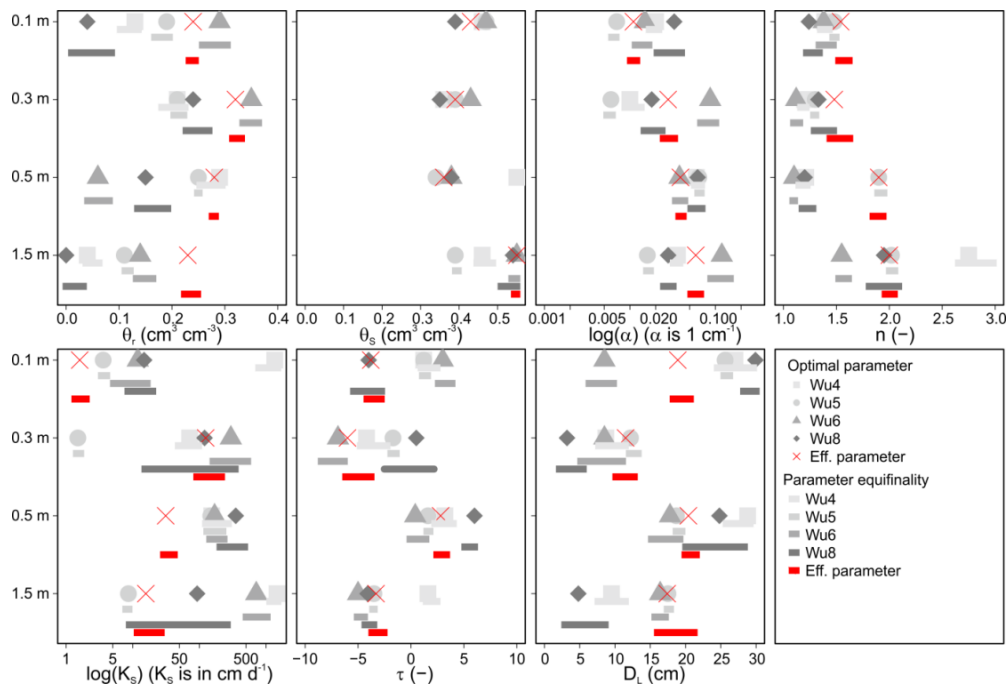 0.1 m
0.3 m
0.5 m
1.5 m
0.0 0.1 0.2 0.3 0.4
θr (cm³ cm⁻³)
0.0 0.1 0.2 0.3 0.4 0.5
θS (cm³ cm⁻³)
0.001 0.005 0.020 0.100
log(α) (α is 1 cm⁻¹)
1.0 1.5 2.0 2.5 3.0
n (−)
0.1 m
0.3 m
0.5 m
1.5 m
1 5 50 500
log(KS) (KS is in cm d⁻¹)
−10 −5 0 5 10
τ (−)
0 5 10 15 20 25 30
DL (cm)
Optimal parameter
Wu4
Wu5
Wu6
Wu8
Eff. parameter
Parameter equifinality
Wu4
Wu5
Wu6
Wu8
Eff. parameter